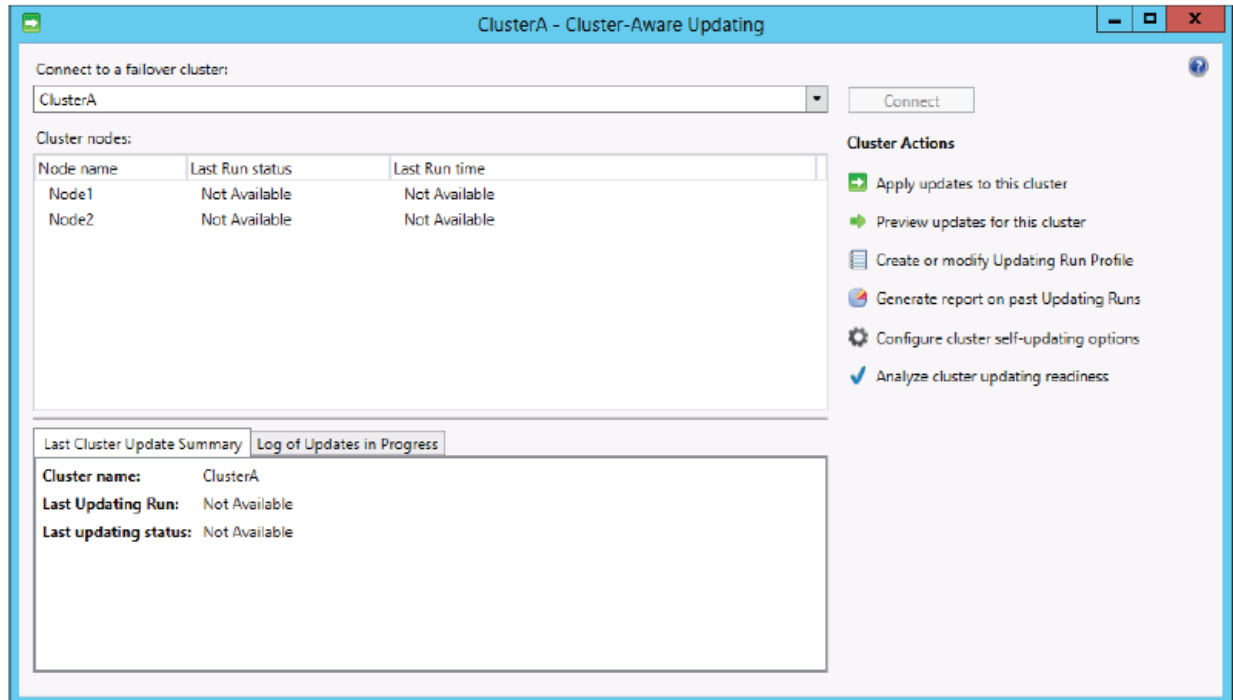 ClusterA - Cluster-Aware Updating
Connect to a failover cluster:
ClusterA
Connect
Cluster nodes:
Node name Last Run status Last Run time
Node1 Not Available Not Available
Node2 Not Available Not Available
Cluster Actions
Apply updates to this cluster
Preview updates for this cluster
Create or modify Updating Run Profile
Generate report on past Updating Runs
Configure cluster self-updating options
Analyze cluster updating readiness
Last Cluster Update Summary Log of Updates in Progress
Cluster name: ClusterA
Last Updating Run: Not Available
Last updating status: Not Available